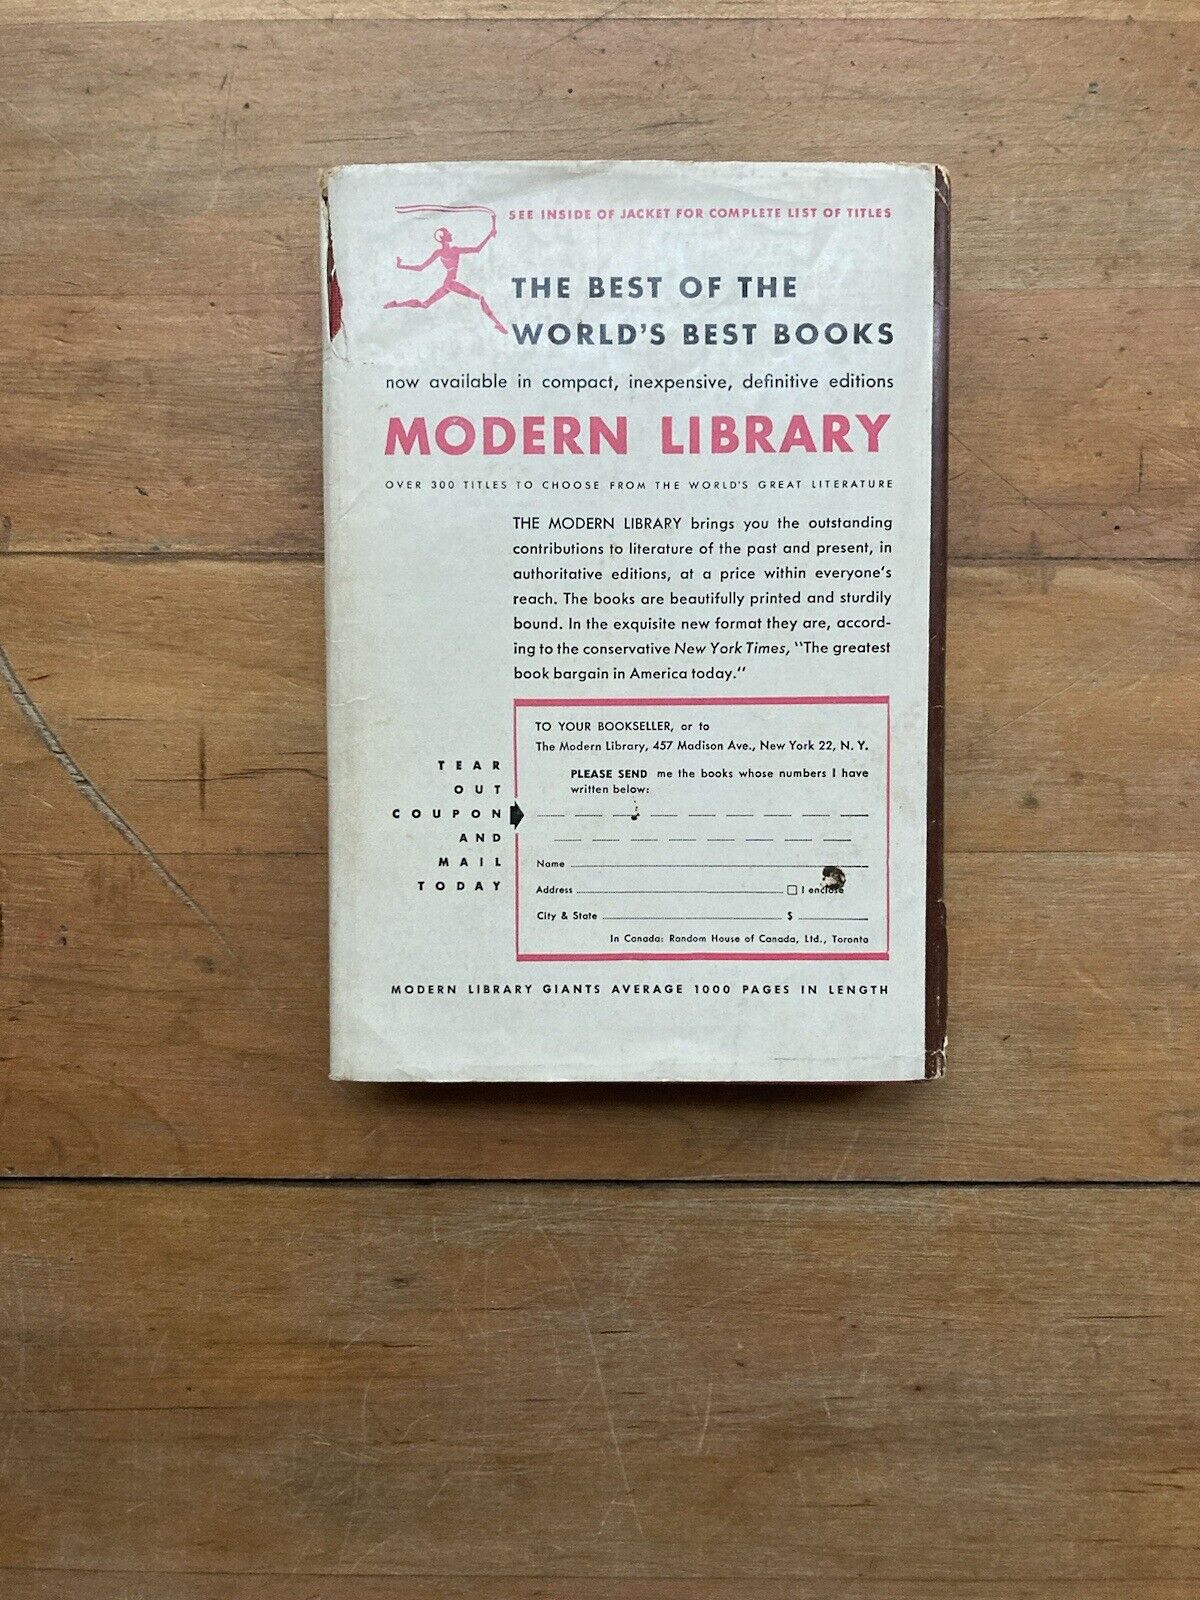 SEE INSIDE OF JACKET FOR COMPLETE LIST OF TITLES
THE BEST OF THE
WORLD'S BEST BOOKS
now available in compact, inexpensive, definitive editions
MODERN LIBRARY
OVER 300 TITLES TO CHOOSE FROM THE WORLD'S GREAT LITERATURE
THE MODERN LIBRARY brings you the outstanding
contributions to literature of the past and present, in
authoritative editions, at a price within everyone's
reach. The books are beautifully printed and sturdily
bound. In the exquisite new format they are, accord-
ing to the conservative New York Times, "The greatest
book bargain in America today."
TEAR
OUT
COUPON
AND
MAIL
TODAY
TO YOUR BOOKSELLER, or to
The Modern Library, 457 Madison Ave., New York 22, N. Y.
PLEASE SEND me the books whose numbers I have
written below:
Name
Address I enclose
City & State $
In Canada: Random House of Canada, Ltd., Toronto
MODERN LIBRARY GIANTS AVERAGE 1000 PAGES IN LENGTH